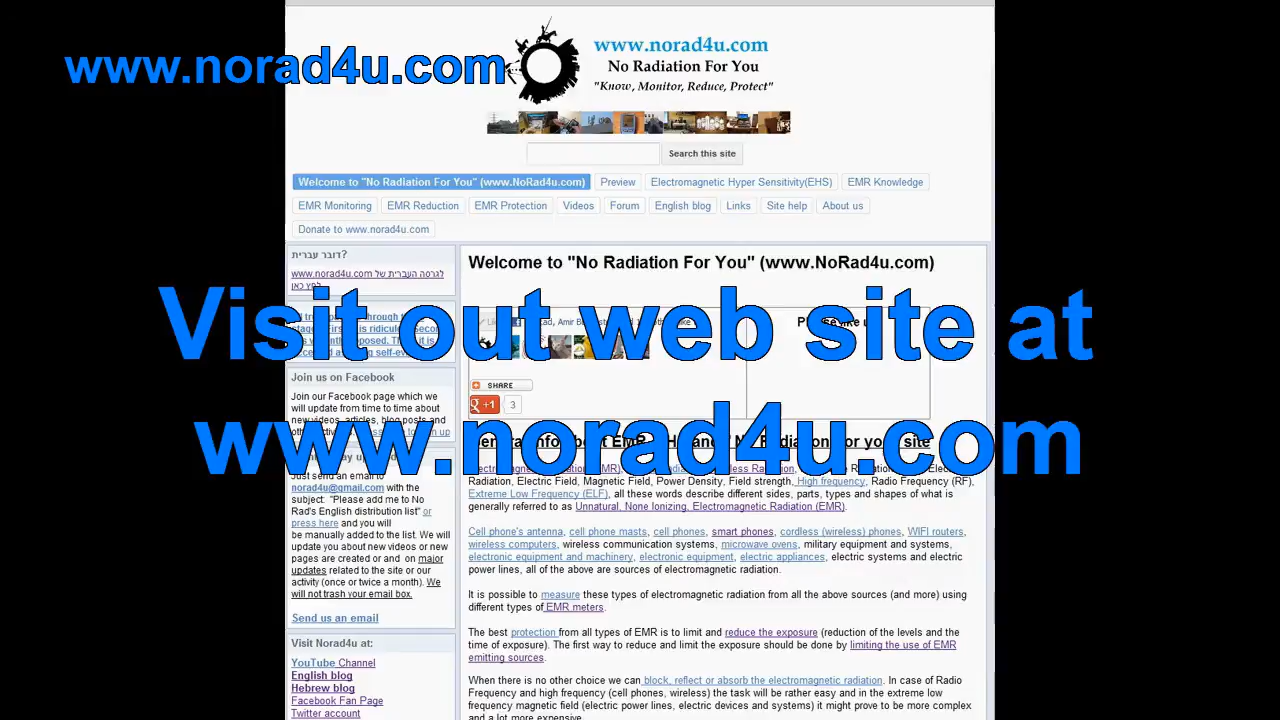 www.norad4u.com
www.norad4u.com
No Radiation For You
"Know, Monitor, Reduce, Protect"
Search this site
Welcome to "No Radiation For You" (www.NoRad4u.com)
Preview
Electromagnetic Hyper Sensitivity(EHS)
EMR Knowledge
EMR Monitoring
EMR Reduction
EMR Protection
Videos
Forum
English blog
Links
Site help
About us
Donate to www.norad4u.com
דובר עברית?
לגרסה העברית של www.norad4u.com
לחץ כאן
Welcome to "No Radiation For You" (www.NoRad4u.com)
Visit out web site at
www.norad4u.com
SHARE
+1
3
Join us on Facebook
Join our Facebook page which we
will update from time to time about
new videos, articles, blog posts and
Just send an email to
norad4u@gmail.com with the
subject: "Please add me to No
Rad's English distribution list" or
press here and you will
be manually added to the list. We will
update you about new videos or new
pages are created or and on major
updates related to the site or our
activity (once or twice a month). We
will not trash your email box.
Send us an email
Visit Norad4u at:
YouTube Channel
English blog
Hebrew blog
Facebook Fan Page
Twitter account
Radiation, Electric Field, Magnetic Field, Power Density, Field strength, High frequency, Radio Frequency (RF),
Extreme Low Frequency (ELF), all these words describe different sides, parts, types and shapes of what is
generally referred to as Unnatural, None Ionizing, Electromagnetic Radiation (EMR).
Cell phone's antenna, cell phone masts, cell phones, smart phones, cordless (wireless) phones, WIFI routers,
wireless computers, wireless communication systems, microwave ovens, military equipment and systems,
electronic equipment and machinery, electronic equipment, electric appliances, electric systems and electric
power lines, all of the above are sources of electromagnetic radiation.
It is possible to measure these types of electromagnetic radiation from all the above sources (and more) using
different types of EMR meters.
The best protection from all types of EMR is to limit and reduce the exposure (reduction of the levels and the
time of exposure). The first way to reduce and limit the exposure should be done by limiting the use of EMR
emitting sources.
When there is no other choice we can block, reflect or absorb the electromagnetic radiation. In case of Radio
Frequency and high frequency (cell phones, wireless) the task will be rather easy and in the extreme low
frequency magnetic field (electric power lines, electric devices and systems) it might prove to be more complex
and a lot more expensive.